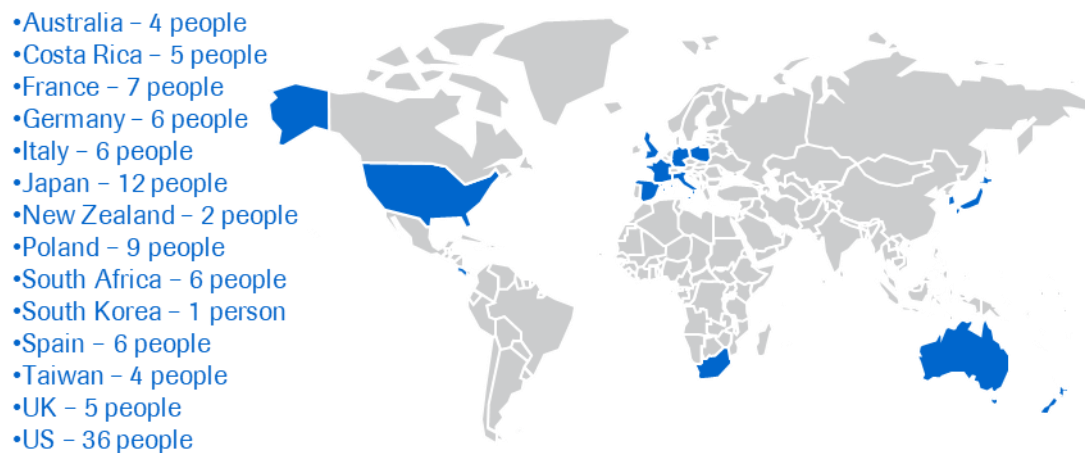 •Australia – 4 people
•Costa Rica – 5 people
•France – 7 people
•Germany – 6 people
•Italy – 6 people
•Japan – 12 people
•New Zealand – 2 people
•Poland – 9 people
•South Africa – 6 people
•South Korea – 1 person
•Spain – 6 people
•Taiwan – 4 people
•UK – 5 people
•US – 36 people